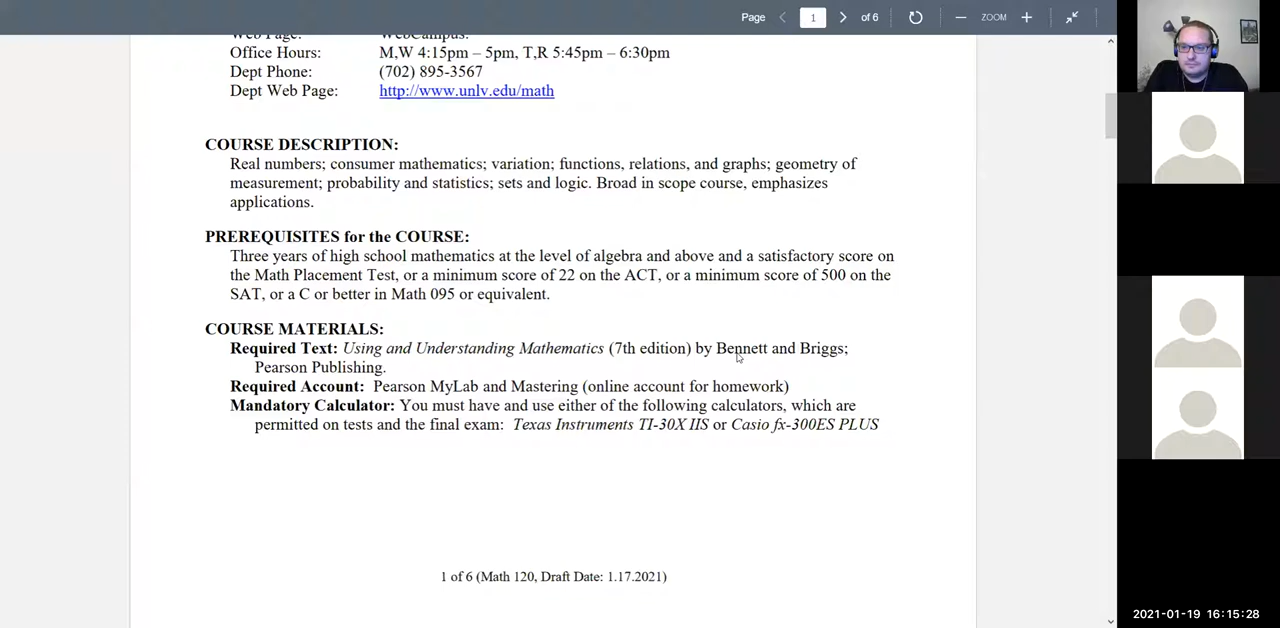 Page 1 of 6 ZOOM
Web Page: WebCampus.
Office Hours: M,W 4:15pm – 5pm, T,R 5:45pm – 6:30pm
Dept Phone: (702) 895-3567
Dept Web Page: http://www.unlv.edu/math
COURSE DESCRIPTION:
Real numbers; consumer mathematics; variation; functions, relations, and graphs; geometry of
measurement; probability and statistics; sets and logic. Broad in scope course, emphasizes
applications.
PREREQUISITES for the COURSE:
Three years of high school mathematics at the level of algebra and above and a satisfactory score on
the Math Placement Test, or a minimum score of 22 on the ACT, or a minimum score of 500 on the
SAT, or a C or better in Math 095 or equivalent.
COURSE MATERIALS:
Required Text: Using and Understanding Mathematics (7th edition) by Bennett and Briggs;
Pearson Publishing.
Required Account: Pearson MyLab and Mastering (online account for homework)
Mandatory Calculator: You must have and use either of the following calculators, which are
permitted on tests and the final exam: Texas Instruments TI-30X IIS or Casio fx-300ES PLUS
1 of 6 (Math 120, Draft Date: 1.17.2021)
2021-01-19 16:15:28